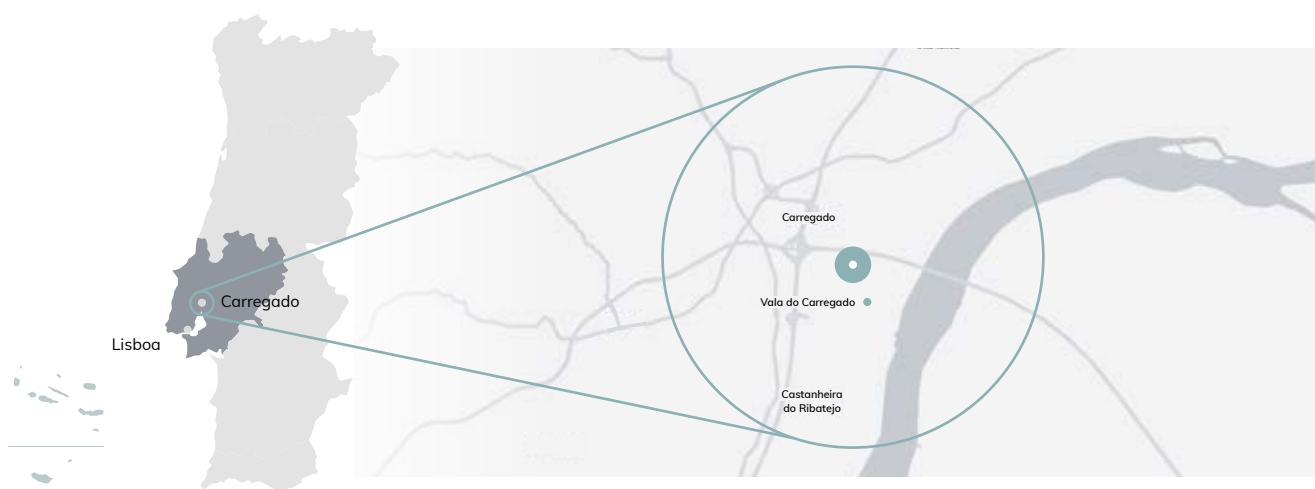 Carregado
Lisboa
Carregado
Vala do Carregado
Castanheira
do Ribatejo